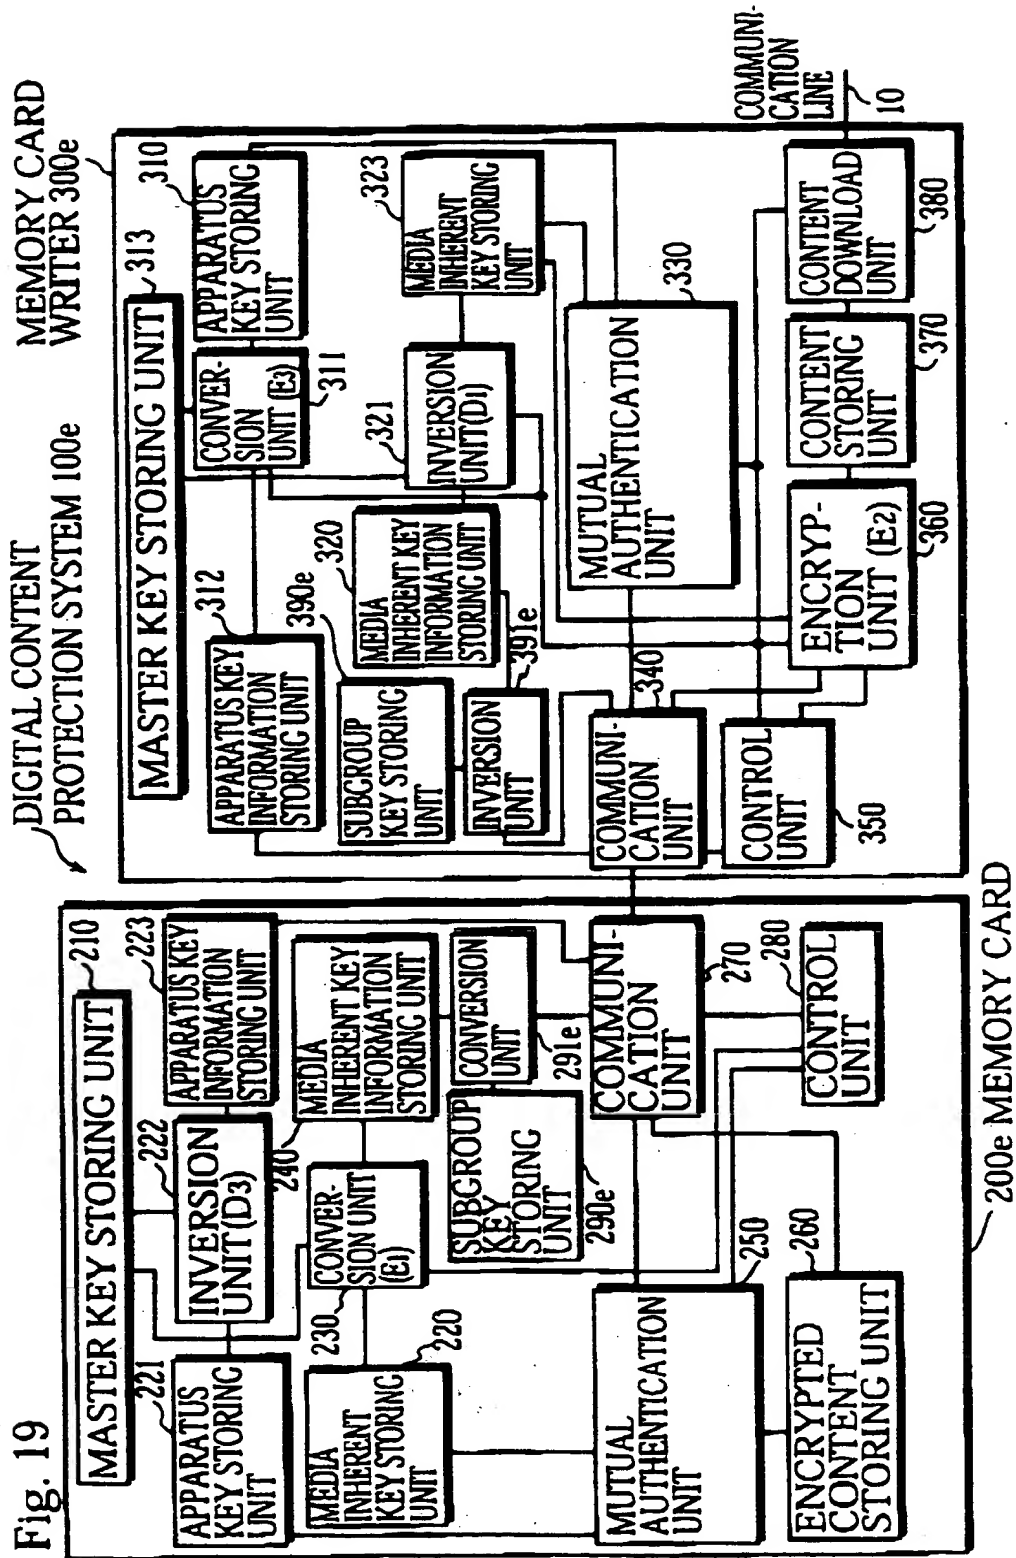 Fig. 19
DIGITAL CONTENT
PROTECTION SYSTEM 100e
MASTER KEY STORING UNIT
210
221
APPARATUS
KEY STORING
UNIT
222
INVERSION
UNIT(D3)
223
APPARATUS KEY
INFORMATION
STORING UNIT
MEDIA
INHERENT
KEY STORING
UNIT
220
230
CONVER-
SION UNIT
(E1)
240
MEDIA
INHERENT KEY
INFORMATION
STORING UNIT
CONVERSION
UNIT
291e
SUBGROUP
KEY
STORING
UNIT
290e
MUTUAL
AUTHENTICATION
UNIT
250
COMMUNI-
CATION
UNIT
270
ENCRYPTED
CONTENT
STORING UNIT
260
CONTROL
UNIT
280
200e MEMORY CARD
MEMORY CARD
WRITER 300e
MASTER KEY STORING UNIT
313
312
APPARATUS KEY
INFORMATION
STORING UNIT
CONVER-
SION
UNIT (E3)
311
APPARATUS
KEY STORING
UNIT
310
390e
SUBGROUP
KEY STORING
UNIT
320
MEDIA
INHERENT KEY
INFORMATION
STORING UNIT
INVERSION
UNIT
391e
321
INVERSION
UNIT(D1)
MEDIA
INHERENT
KEY STORING
UNIT
323
MUTUAL
AUTHENTICATION
UNIT
330
COMMUNI-
CATION
UNIT
340
CONTROL
UNIT
350
ENCRYP-
TION
UNIT (E2)
360
CONTENT
STORING
UNIT
370
CONTENT
DOWNLOAD
UNIT
380
COMMUNI-
CATION
LINE
10